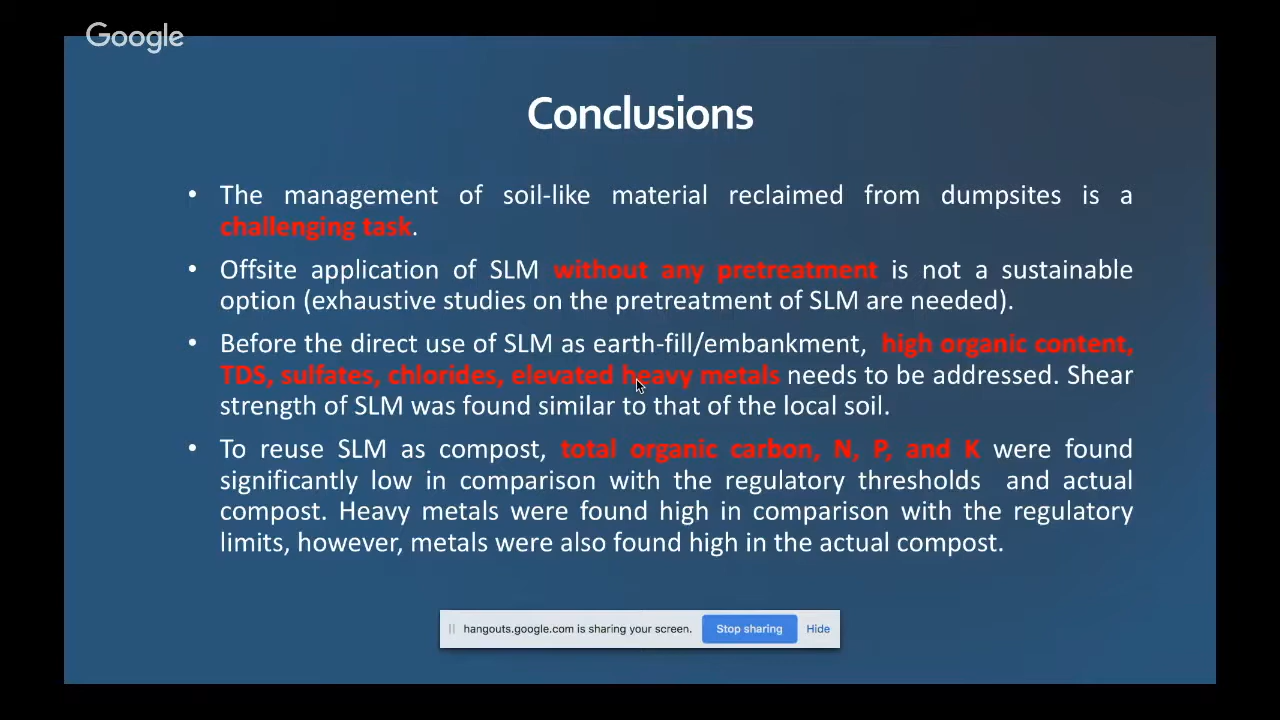 Google
Conclusions
• The management of soil-like material reclaimed from dumpsites is a
challenging task.
• Offsite application of SLM without any pretreatment is not a sustainable
option (exhaustive studies on the pretreatment of SLM are needed).
• Before the direct use of SLM as earth-fill/embankment, high organic content,
TDS, sulfates, chlorides, elevated heavy metals needs to be addressed. Shear
strength of SLM was found similar to that of the local soil.
• To reuse SLM as compost, total organic carbon, N, P, and K were found
significantly low in comparison with the regulatory thresholds and actual
compost. Heavy metals were found high in comparison with the regulatory
limits, however, metals were also found high in the actual compost.
hangouts.google.com is sharing your screen. Stop sharing Hide